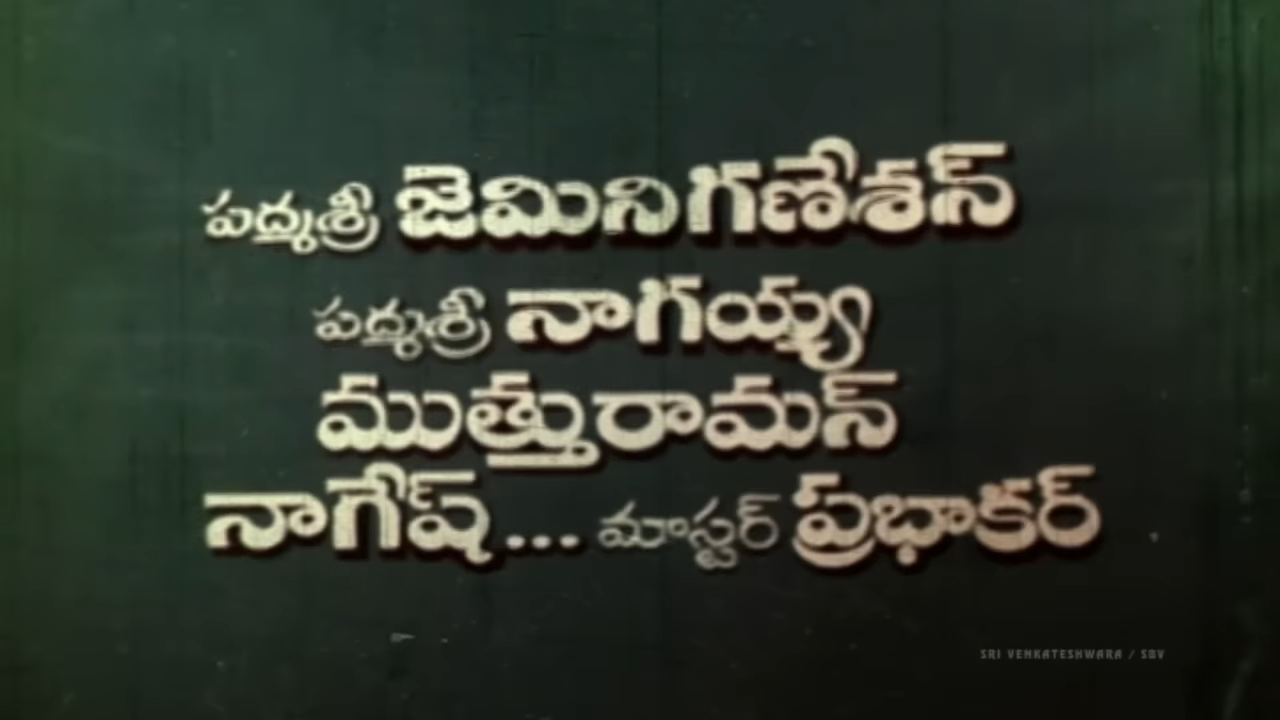 పద్మశ్రీ జెమినిగణేశన్
పద్మశ్రీ నాగయ్య
ముత్తురామన్
నాగేష్... మాస్టర్ ప్రభాకర్
SRI VENKATESHWARA / SBV